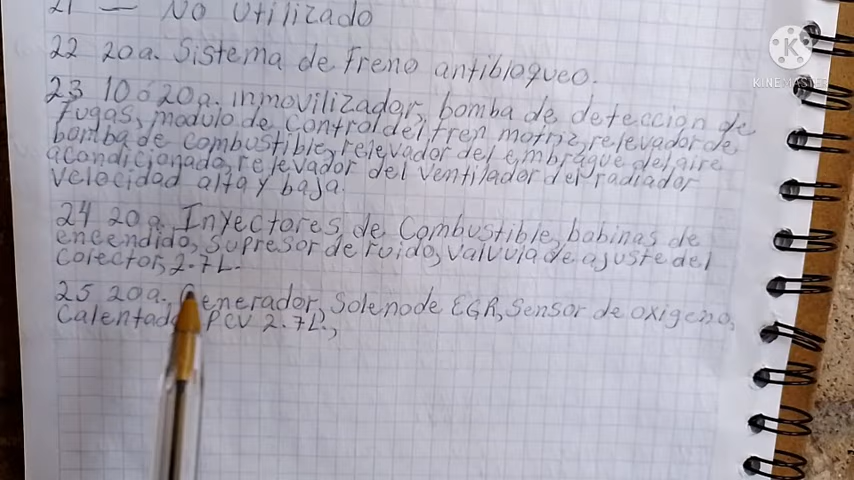 21 — No utilizado
22 20a. Sistema de freno antibloqueo.
23 10 ó 20a. inmovilizador, bomba de detección de
fugas, modulo de control del tren motriz, relevador de
bomba de combustible, relevador del embrague del aire
acondicionado, relevador del ventilador del radiador
velocidad alta y baja.
24 20a. Inyectores de combustible, bobinas de
encendido, supresor de ruido, valvula de ajuste del
colector, 2.7L.
25 20a. Generador, Solenode EGR, Sensor de oxigeno,
Calentador PCV 2.7L.,
KINEMASTER